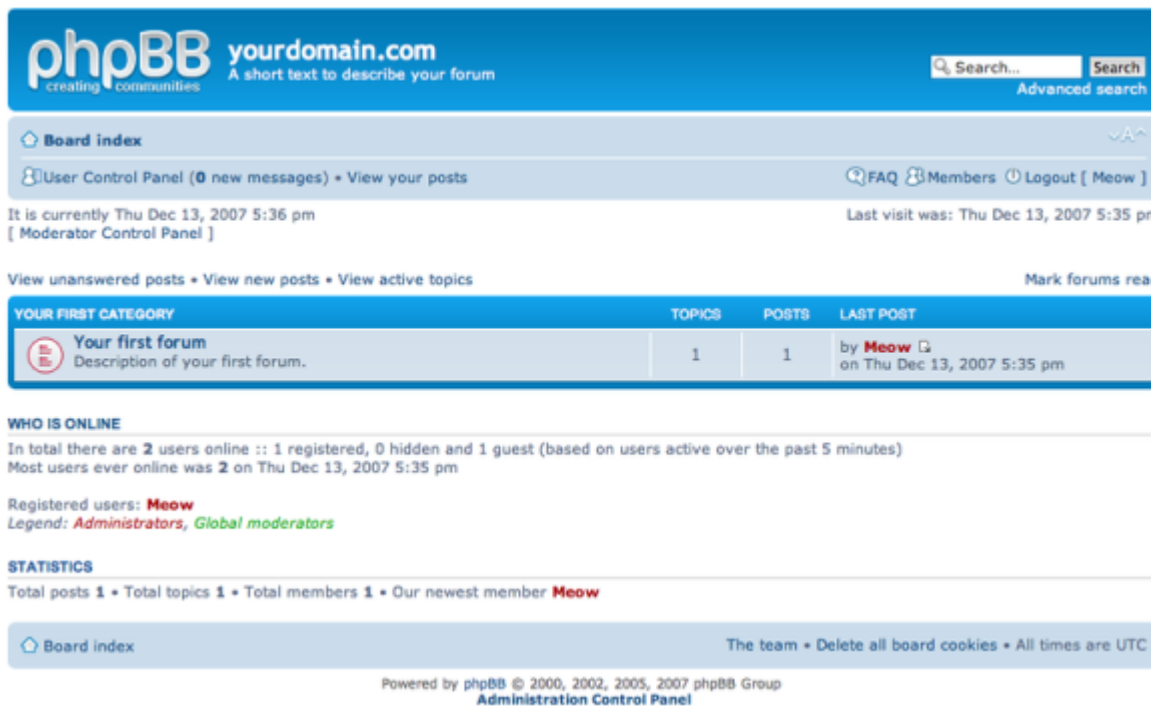 phpBB
creating communities
yourdomain.com
A short text to describe your forum
Search... Search
Advanced search
Board index
A
User Control Panel (0 new messages) • View your posts
FAQ Members Logout [ Meow ]
It is currently Thu Dec 13, 2007 5:36 pm
Last visit was: Thu Dec 13, 2007 5:35 pm
[ Moderator Control Panel ]
View unanswered posts • View new posts • View active topics
Mark forums rea
YOUR FIRST CATEGORY TOPICS POSTS LAST POST
Your first forum
Description of your first forum.
1 1
by Meow
on Thu Dec 13, 2007 5:35 pm
WHO IS ONLINE
In total there are 2 users online :: 1 registered, 0 hidden and 1 guest (based on users active over the past 5 minutes)
Most users ever online was 2 on Thu Dec 13, 2007 5:35 pm
Registered users: Meow
Legend: Administrators, Global moderators
STATISTICS
Total posts 1 • Total topics 1 • Total members 1 • Our newest member Meow
Board index
The team • Delete all board cookies • All times are UTC
Powered by phpBB © 2000, 2002, 2005, 2007 phpBB Group
Administration Control Panel